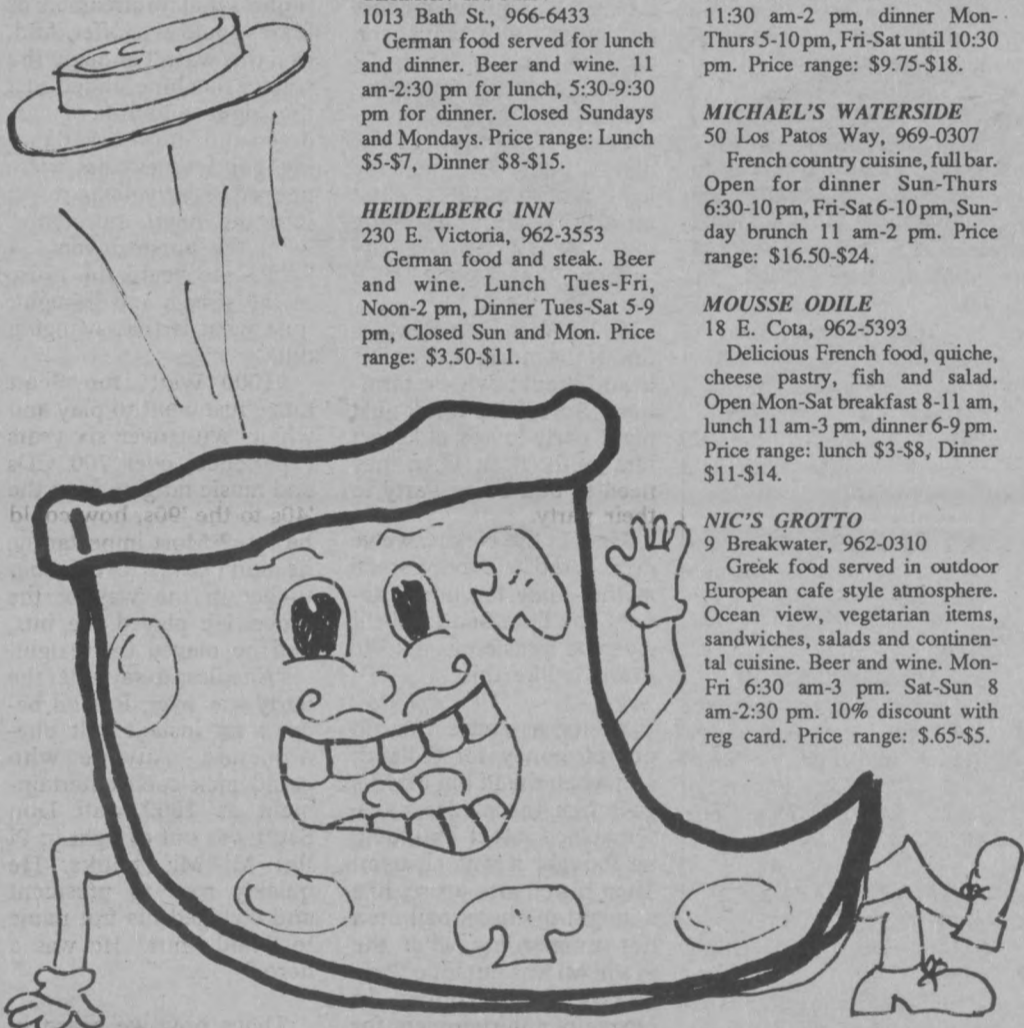 1013 Bath St., 966-6433
German food served for lunch
and dinner. Beer and wine. 11
am-2:30 pm for lunch, 5:30-9:30
pm for dinner. Closed Sundays
and Mondays. Price range: Lunch
$5-$7, Dinner $8-$15.
HEIDELBERG INN
230 E. Victoria, 962-3553
German food and steak. Beer
and wine. Lunch Tues-Fri,
Noon-2 pm, Dinner Tues-Sat 5-9
pm, Closed Sun and Mon. Price
range: $3.50-$11.
11:30 am-2 pm, dinner Mon-
Thurs 5-10 pm, Fri-Sat until 10:30
pm. Price range: $9.75-$18.
MICHAEL'S WATERSIDE
50 Los Patos Way, 969-0307
French country cuisine, full bar.
Open for dinner Sun-Thurs
6:30-10 pm, Fri-Sat 6-10 pm, Sun-
day brunch 11 am-2 pm. Price
range: $16.50-$24.
MOUSSE ODILE
18 E. Cota, 962-5393
Delicious French food, quiche,
cheese pastry, fish and salad.
Open Mon-Sat breakfast 8-11 am,
lunch 11 am-3 pm, dinner 6-9 pm.
Price range: lunch $3-$8, Dinner
$11-$14.
NIC'S GROTTO
9 Breakwater, 962-0310
Greek food served in outdoor
European cafe style atmosphere.
Ocean view, vegetarian items,
sandwiches, salads and continen-
tal cuisine. Beer and wine. Mon-
Fri 6:30 am-3 pm. Sat-Sun 8
am-2:30 pm. 10% discount with
reg card. Price range: $.65-$5.